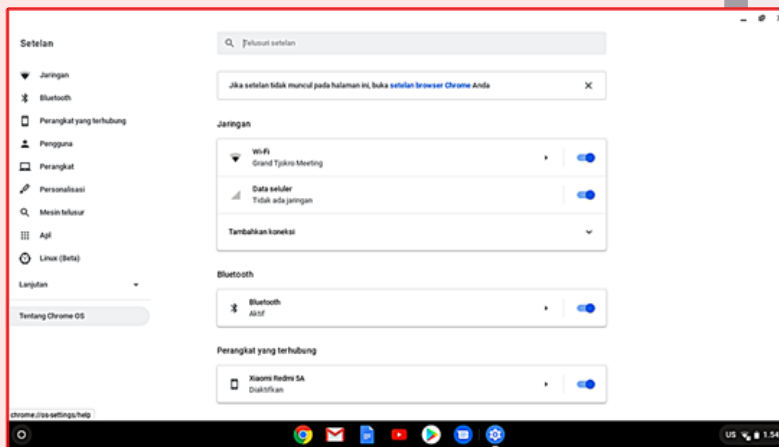 Setelan
Telusuri setelan
Jaringan
Bluetooth
Perangkat yang terhubung
Pengguna
Perangkat
Personalisasi
Mesin telusur
Apl
Linux (Beta)
Lanjutan
Tentang Chrome OS
Jika setelan tidak muncul pada halaman ini, buka setelan browser Chrome Anda
Jaringan
Wi-Fi
Grand Tjokro Meeting
Data seluler
Tidak ada jaringan
Tambahkan koneksi
Bluetooth
Bluetooth
Aktif
Perangkat yang terhubung
Xiaomi Redmi 5A
Diaktifkan
chrome://os-settings/help
US
1.54